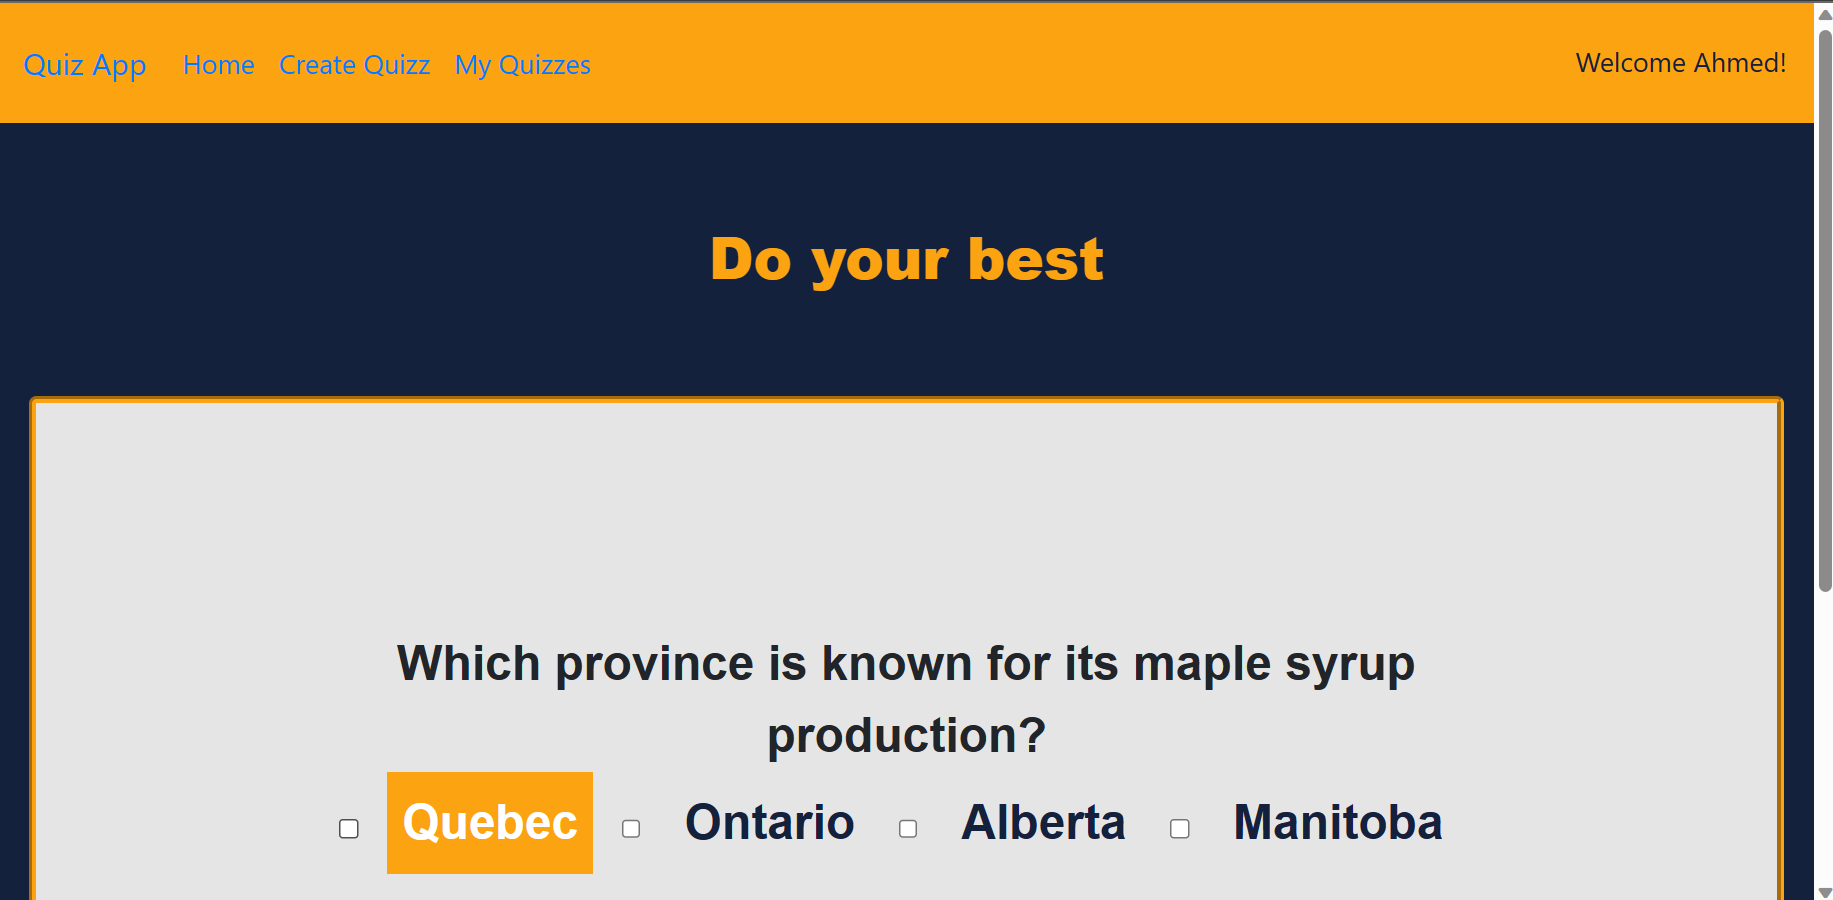 Quiz App Home Create Quizz My Quizzes Welcome Ahmed!
Do your best
Which province is known for its maple syrup
production?
Quebec Ontario Alberta Manitoba